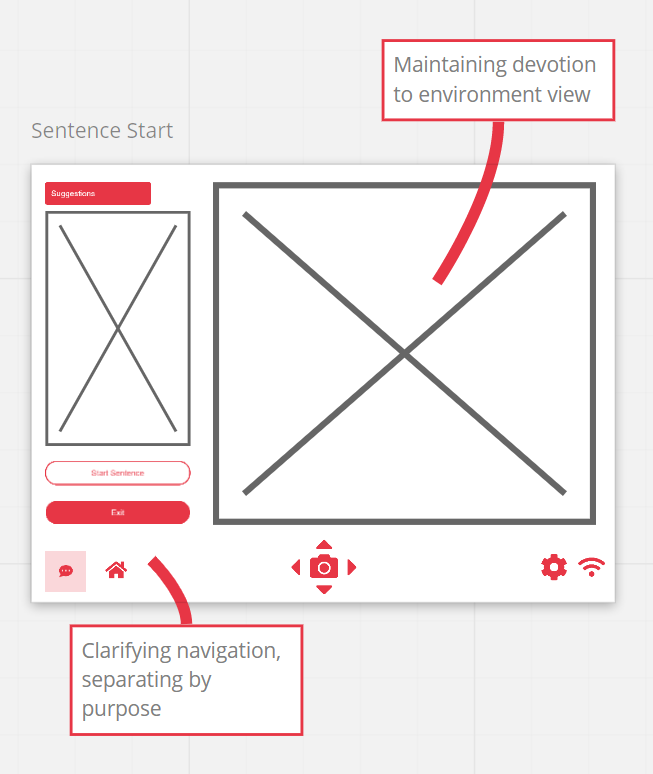 Maintaining devotion
to environment view
Sentence Start
Suggestions
Start Sentence
Exit
Clarifying navigation,
separating by
purpose